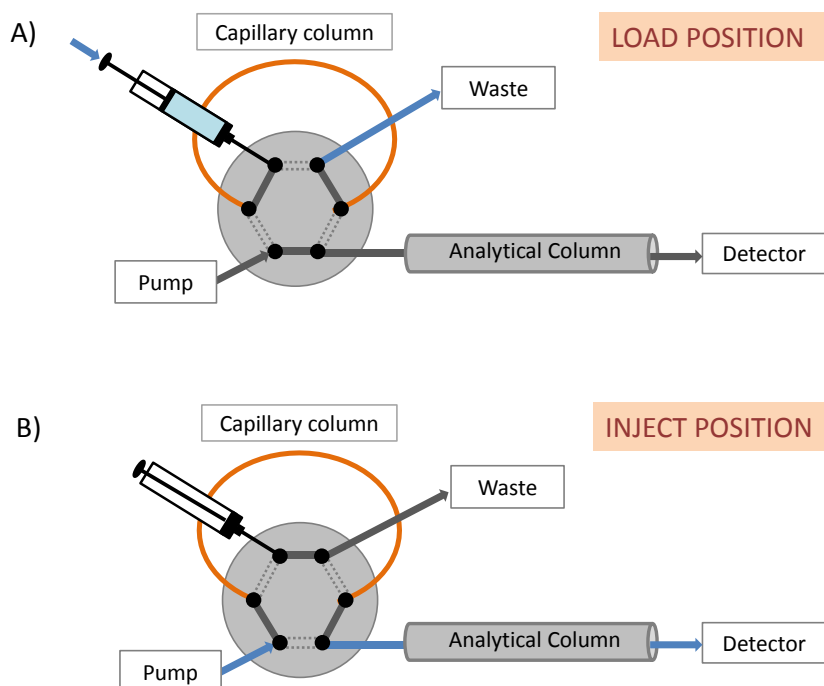 A)
Capillary column
LOAD POSITION
Waste
Analytical Column
Detector
Pump
B)
Capillary column
INJECT POSITION
Waste
Analytical Column
Detector
Pump